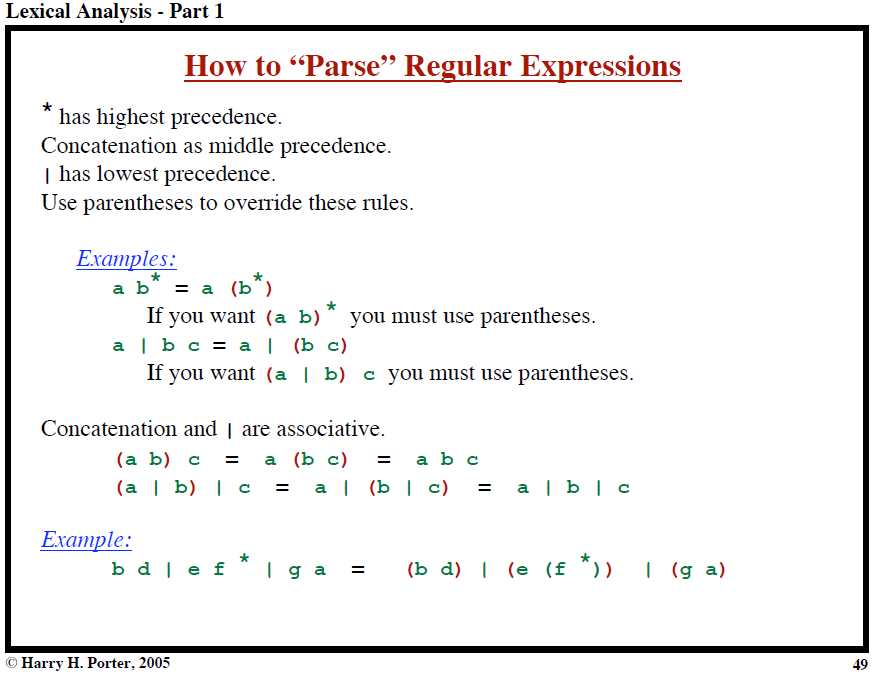 Lexical Analysis - Part 1
How to “Parse” Regular Expressions
* has highest precedence.
Concatenation as middle precedence.
| has lowest precedence.
Use parentheses to override these rules.
Examples:
a b* = a (b*)
If you want (a b)* you must use parentheses.
a | b c = a | (b c)
If you want (a | b) c you must use parentheses.
Concatenation and | are associative.
(a b) c = a (b c) = a b c
(a | b) | c = a | (b | c) = a | b | c
Example:
b d | e f * | g a = (b d) | (e (f *)) | (g a)
© Harry H. Porter, 2005
49